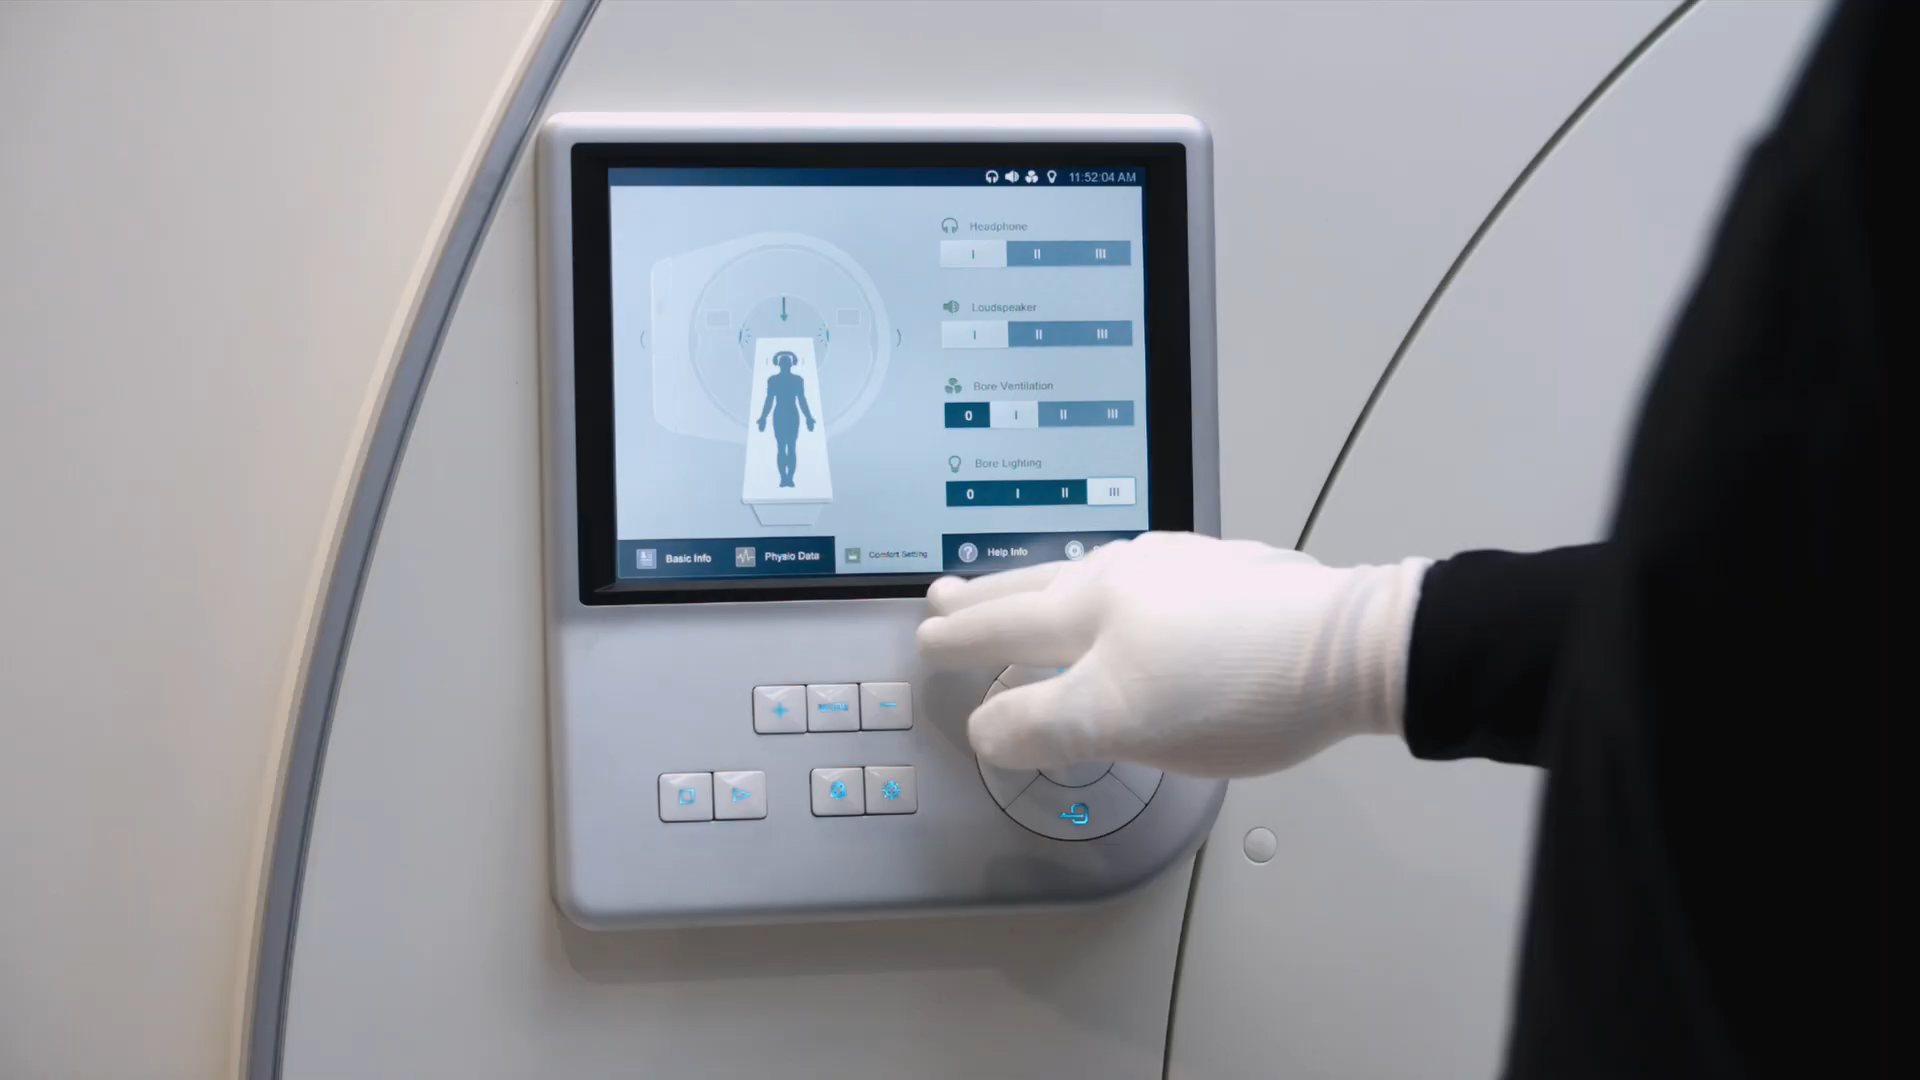 11:52:04 AM
Headphone
I II III
Loudspeaker
I II III
Bore Ventilation
0 I II III
Bore Lighting
0 I II III
Basic Info Physio Data Comfort Setting Help Info